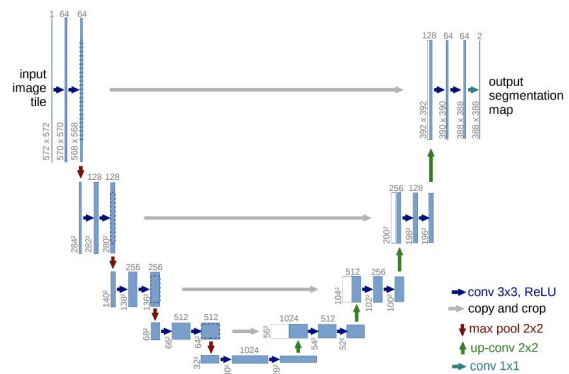 1 64 64
128 64 64 2
input
image
tile
output
segmentation
map
572 x 572
570 x 570
568 x 568
392 x 392
390 x 390
388 x 388
388 x 388
128 128
256 128
284²
282²
280²
200²
198²
196²
256 256
512 256
140²
138²
136²
104²
102²
100²
512 512
1024 512
68²
66²
64²
56²
54²
52²
1024
32²
conv 3x3, ReLU
copy and crop
max pool 2x2
up-conv 2x2
conv 1x1